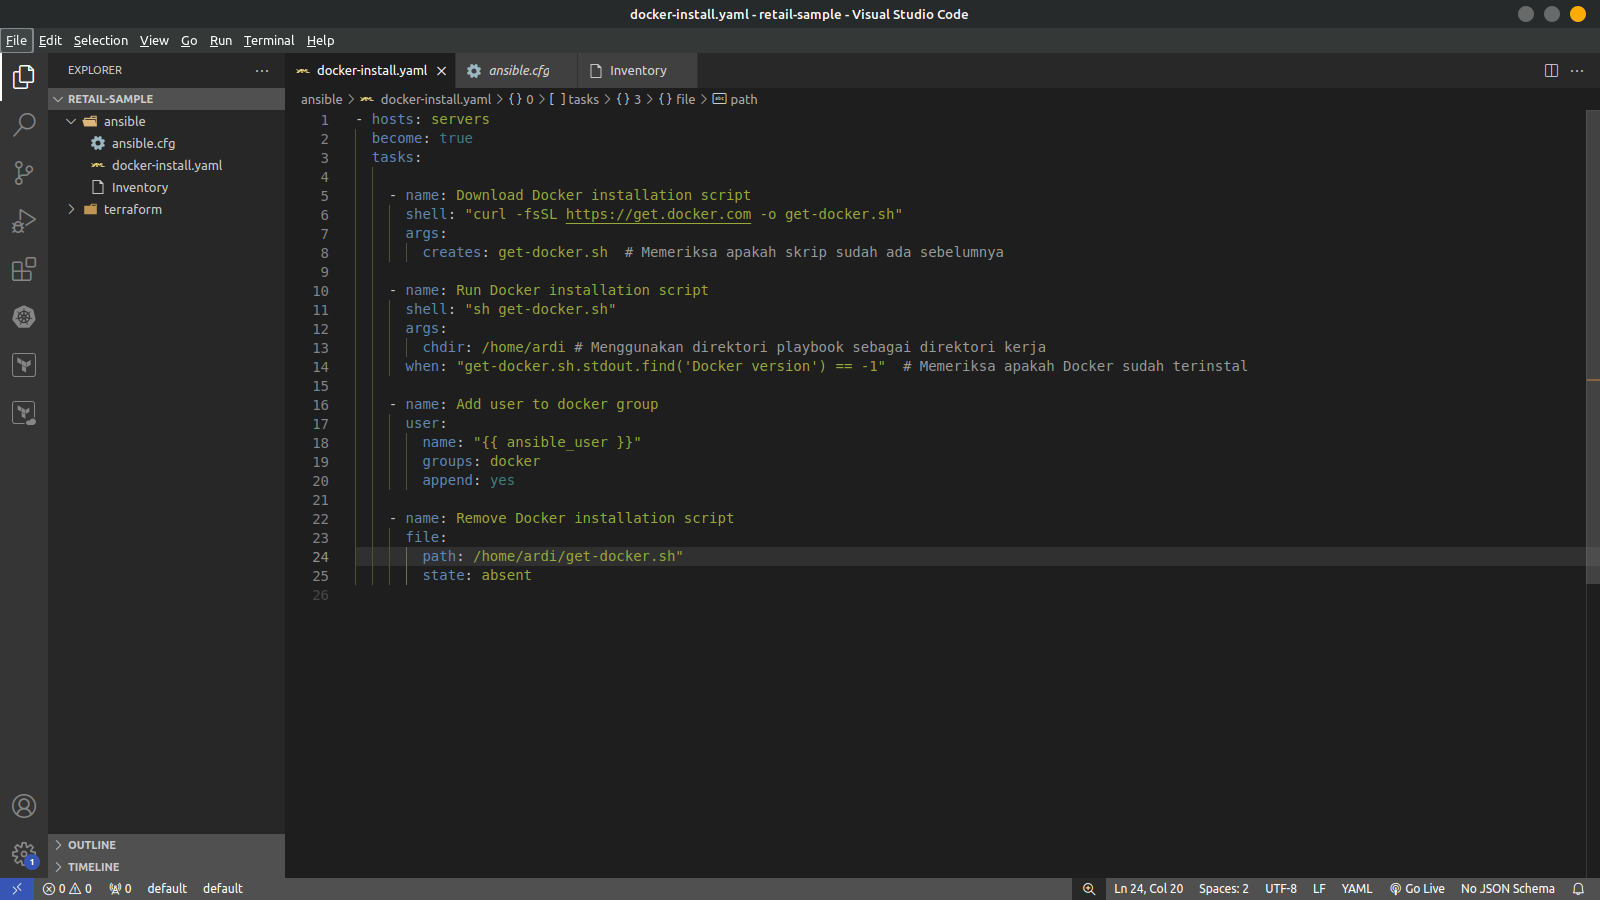 docker-install.yaml - retail-sample - Visual Studio Code
File Edit Selection View Go Run Terminal Help
EXPLORER
docker-install.yaml
ansible.cfg
Inventory
RETAIL-SAMPLE
ansible
ansible.cfg
docker-install.yaml
Inventory
terraform
ansible > docker-install.yaml > {} 0 > [ ] tasks > {} 3 > {} file > path
1 - hosts: servers
2 become: true
3 tasks:
4
5 - name: Download Docker installation script
6 shell: "curl -fsSL https://get.docker.com -o get-docker.sh"
7 args:
8 creates: get-docker.sh # Memeriksa apakah skrip sudah ada sebelumnya
9
10 - name: Run Docker installation script
11 shell: "sh get-docker.sh"
12 args:
13 chdir: /home/ardi # Menggunakan direktori playbook sebagai direktori kerja
14 when: "get-docker.sh.stdout.find('Docker version') == -1" # Memeriksa apakah Docker sudah terinstal
15
16 - name: Add user to docker group
17 user:
18 name: "{{ ansible_user }}"
19 groups: docker
20 append: yes
21
22 - name: Remove Docker installation script
23 file:
24 path: /home/ardi/get-docker.sh"
25 state: absent
26
OUTLINE
TIMELINE
1
0 0 0 default default
Ln 24, Col 20 Spaces: 2 UTF-8 LF YAML Go Live No JSON Schema